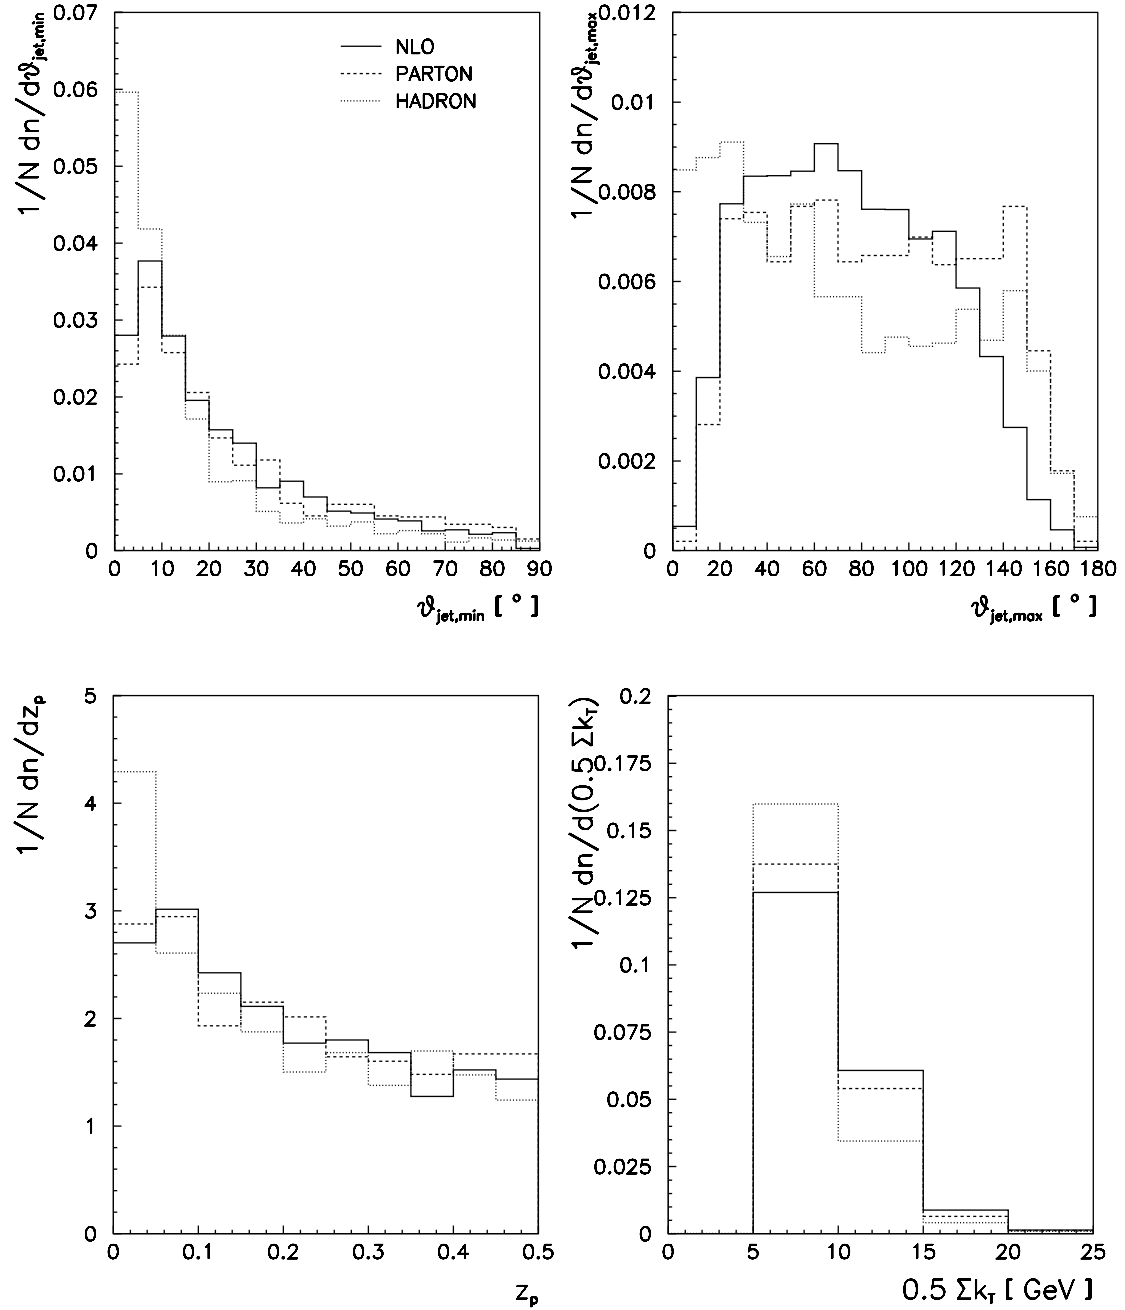 1/N dn/dϑjet,min
0.07
0.06
0.05
0.04
0.03
0.02
0.01
0
NLO
PARTON
HADRON
0 10 20 30 40 50 60 70 80 90
ϑjet,min [ ° ]
1/N dn/dϑjet,max
0.012
0.01
0.008
0.006
0.004
0.002
0
0 20 40 60 80 100 120 140 160 180
ϑjet,max [ ° ]
1/N dn/dzp
5
4
3
2
1
0
0 0.1 0.2 0.3 0.4 0.5
zp
1/N dn/d(0.5 ΣkT)
0.2
0.175
0.15
0.125
0.1
0.075
0.05
0.025
0
0 5 10 15 20 25
0.5 ΣkT [ GeV ]